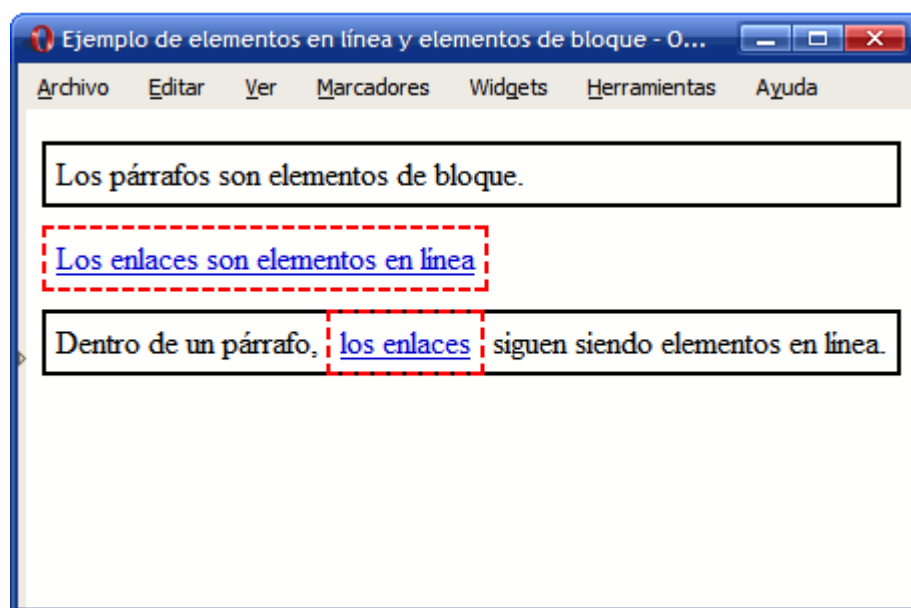 Ejemplo de elementos en línea y elementos de bloque - O...
Archivo Editar Ver Marcadores Widgets Herramientas Ayuda
Los párrafos son elementos de bloque.
Los enlaces son elementos en línea
Dentro de un párrafo, los enlaces siguen siendo elementos en línea.